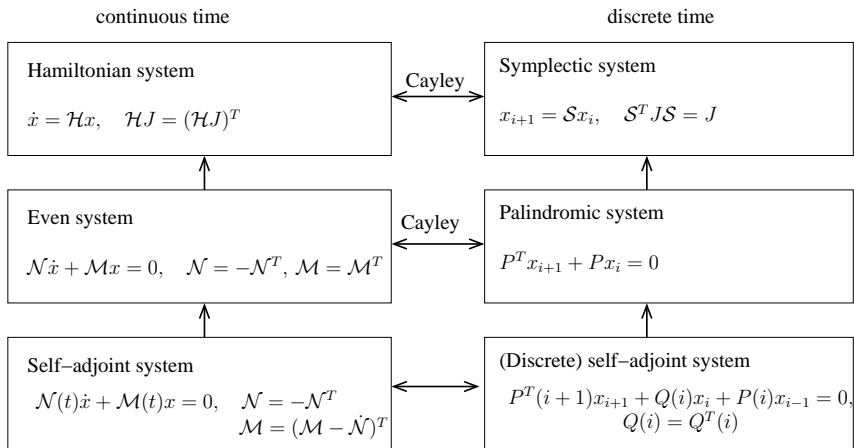 continuous time
discrete time
Hamiltonian system
ẋ = ℋx, ℋJ = (ℋJ)^T
Cayley
Symplectic system
x_{i+1} = 𝒮x_i, 𝒮^T J𝒮 = J
Even system
𝒩ẋ + ℳx = 0, 𝒩 = −𝒩^T, ℳ = ℳ^T
Cayley
Palindromic system
P^T x_{i+1} + Px_i = 0
Self−adjoint system
𝒩(t)ẋ + ℳ(t)x = 0, 𝒩 = −𝒩^T
ℳ = (ℳ − 𝒩̇)^T
(Discrete) self−adjoint system
P^T(i + 1)x_{i+1} + Q(i)x_i + P(i)x_{i−1} = 0,
Q(i) = Q^T(i)